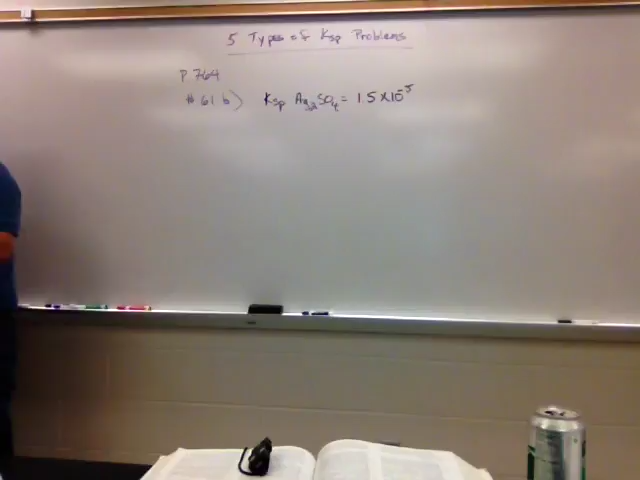 5 Types of Ksp Problems
P 764
# 61 b) Ksp Ag₂SO₄ = 1.5 x 10⁻⁵